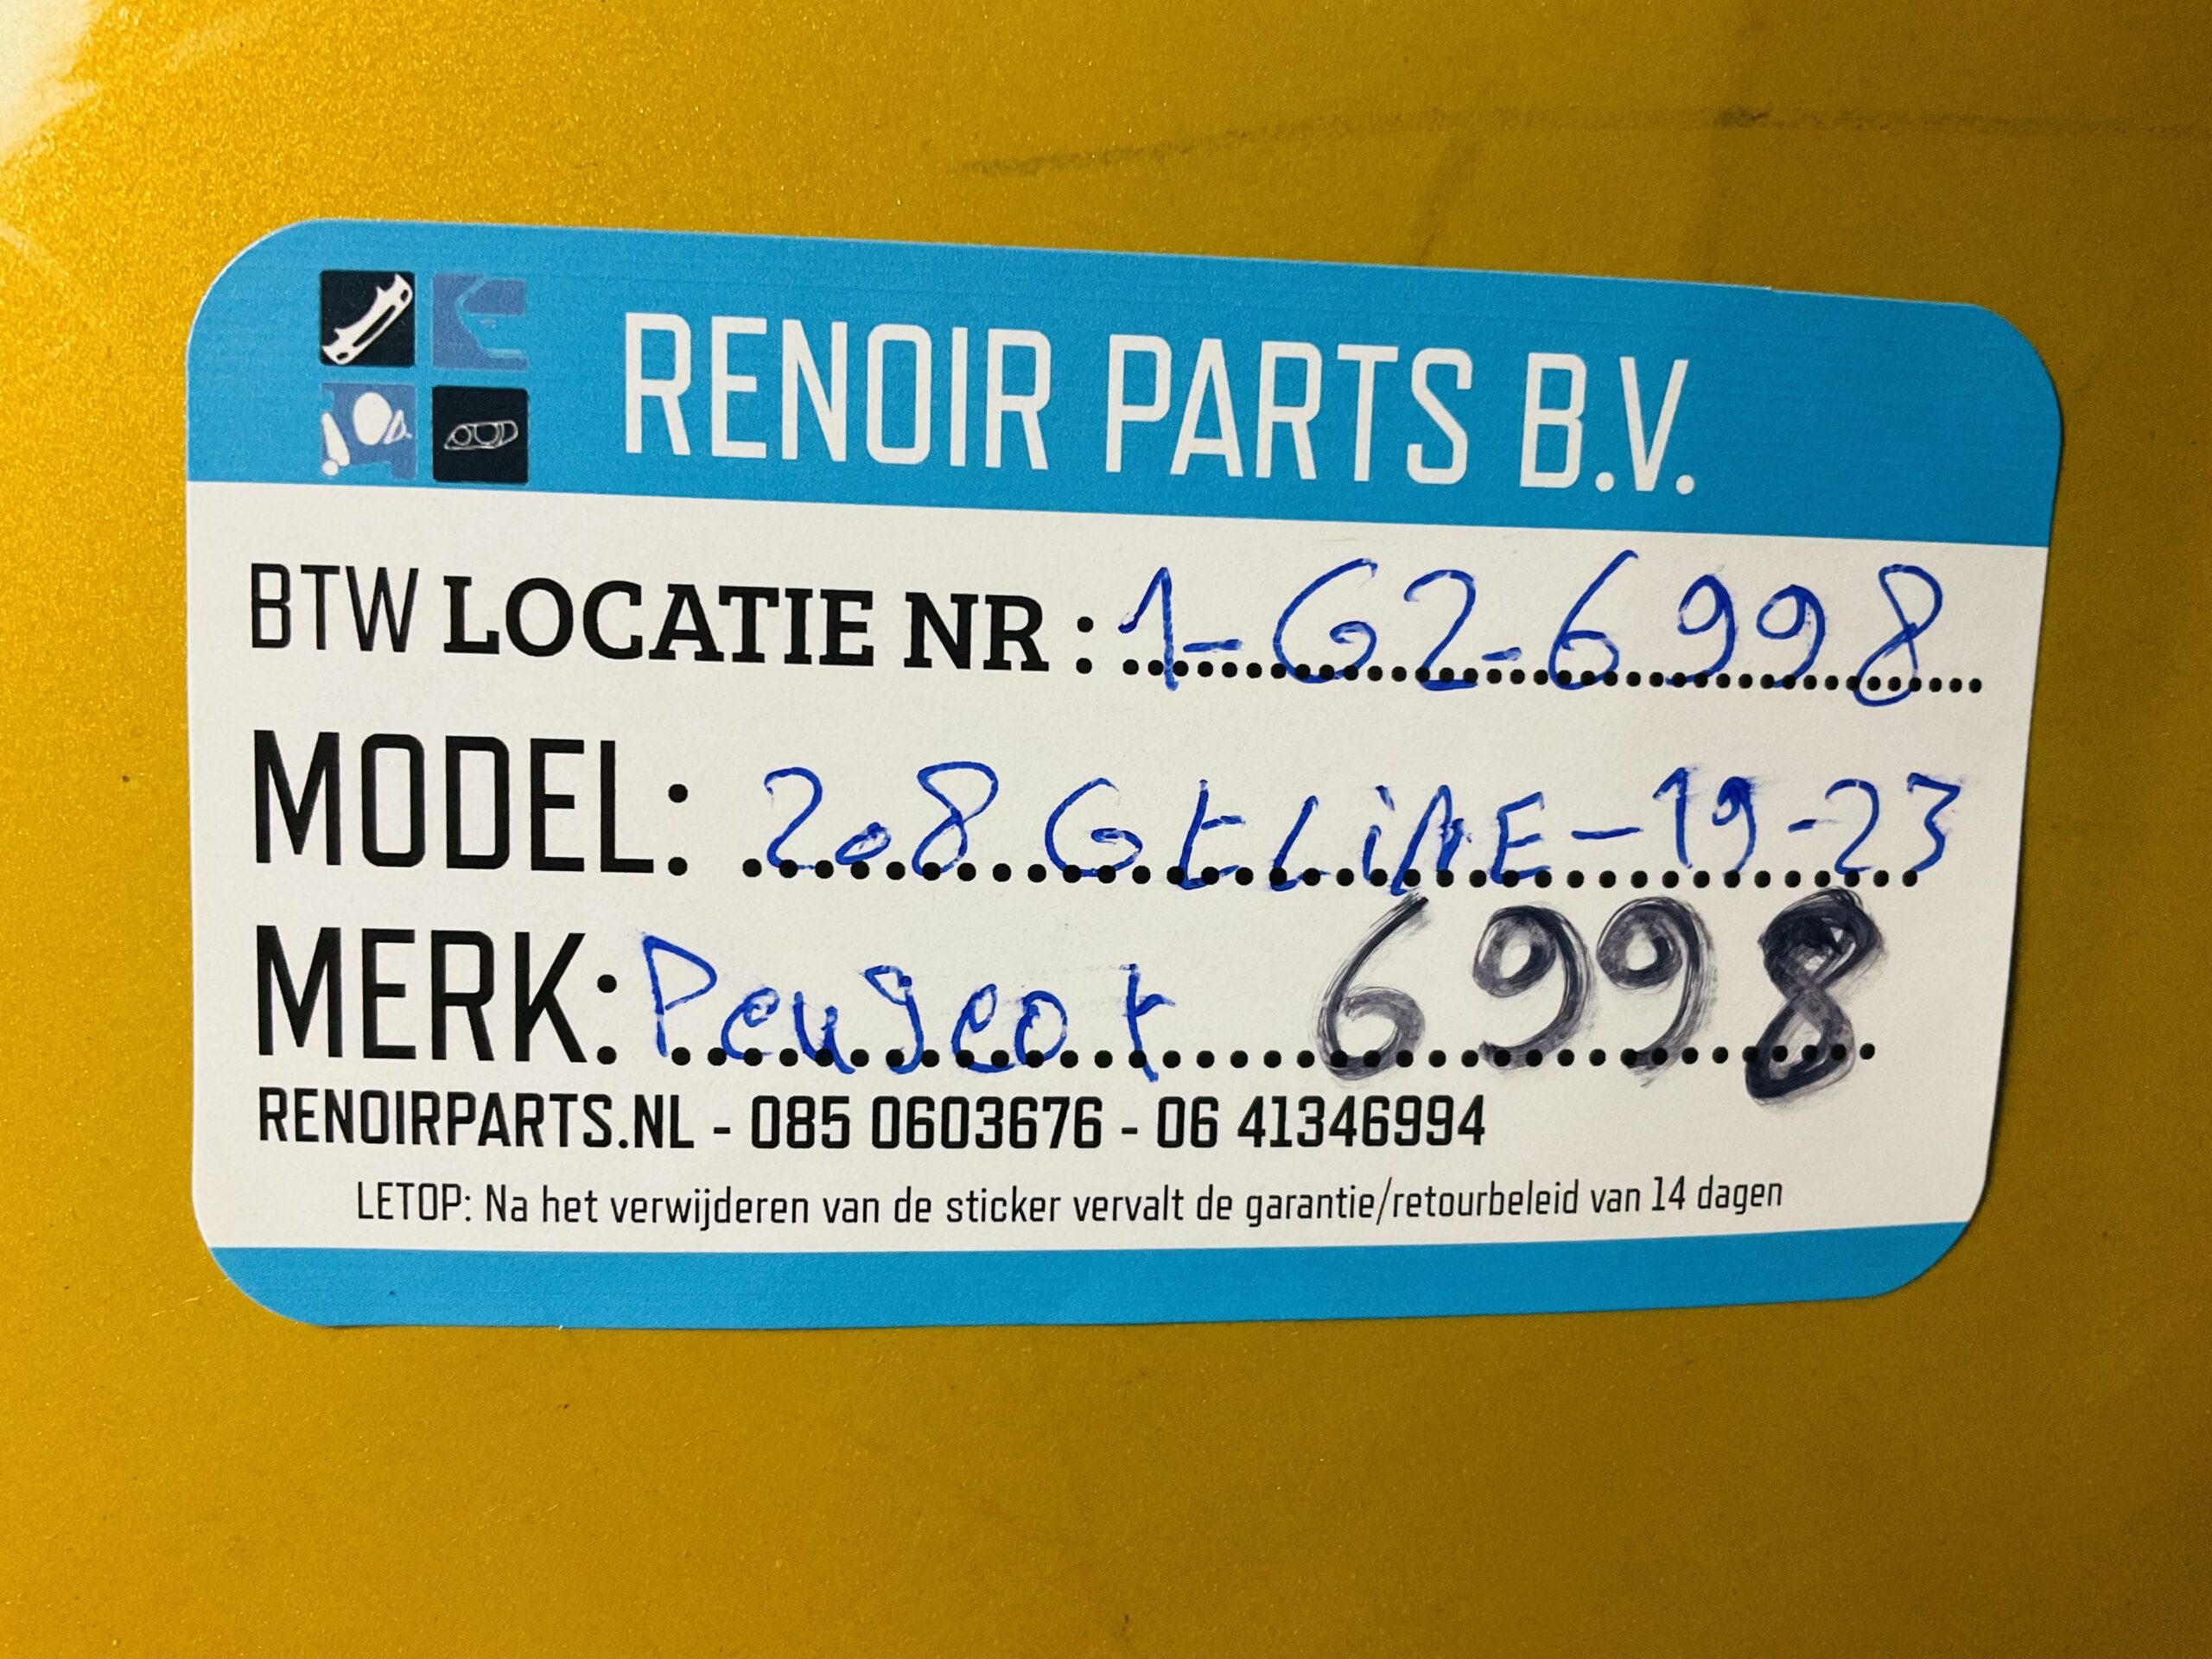 RENOIR PARTS B.V.
BTW LOCATIE NR : 1-G2-6998
MODEL: 208 GtLiNE-19-23
MERK: Peugeot 6998
RENOIRPARTS.NL - 085 0603676 - 06 41346994
LETOP: Na het verwijderen van de sticker vervalt de garantie/retourbeleid van 14 dagen